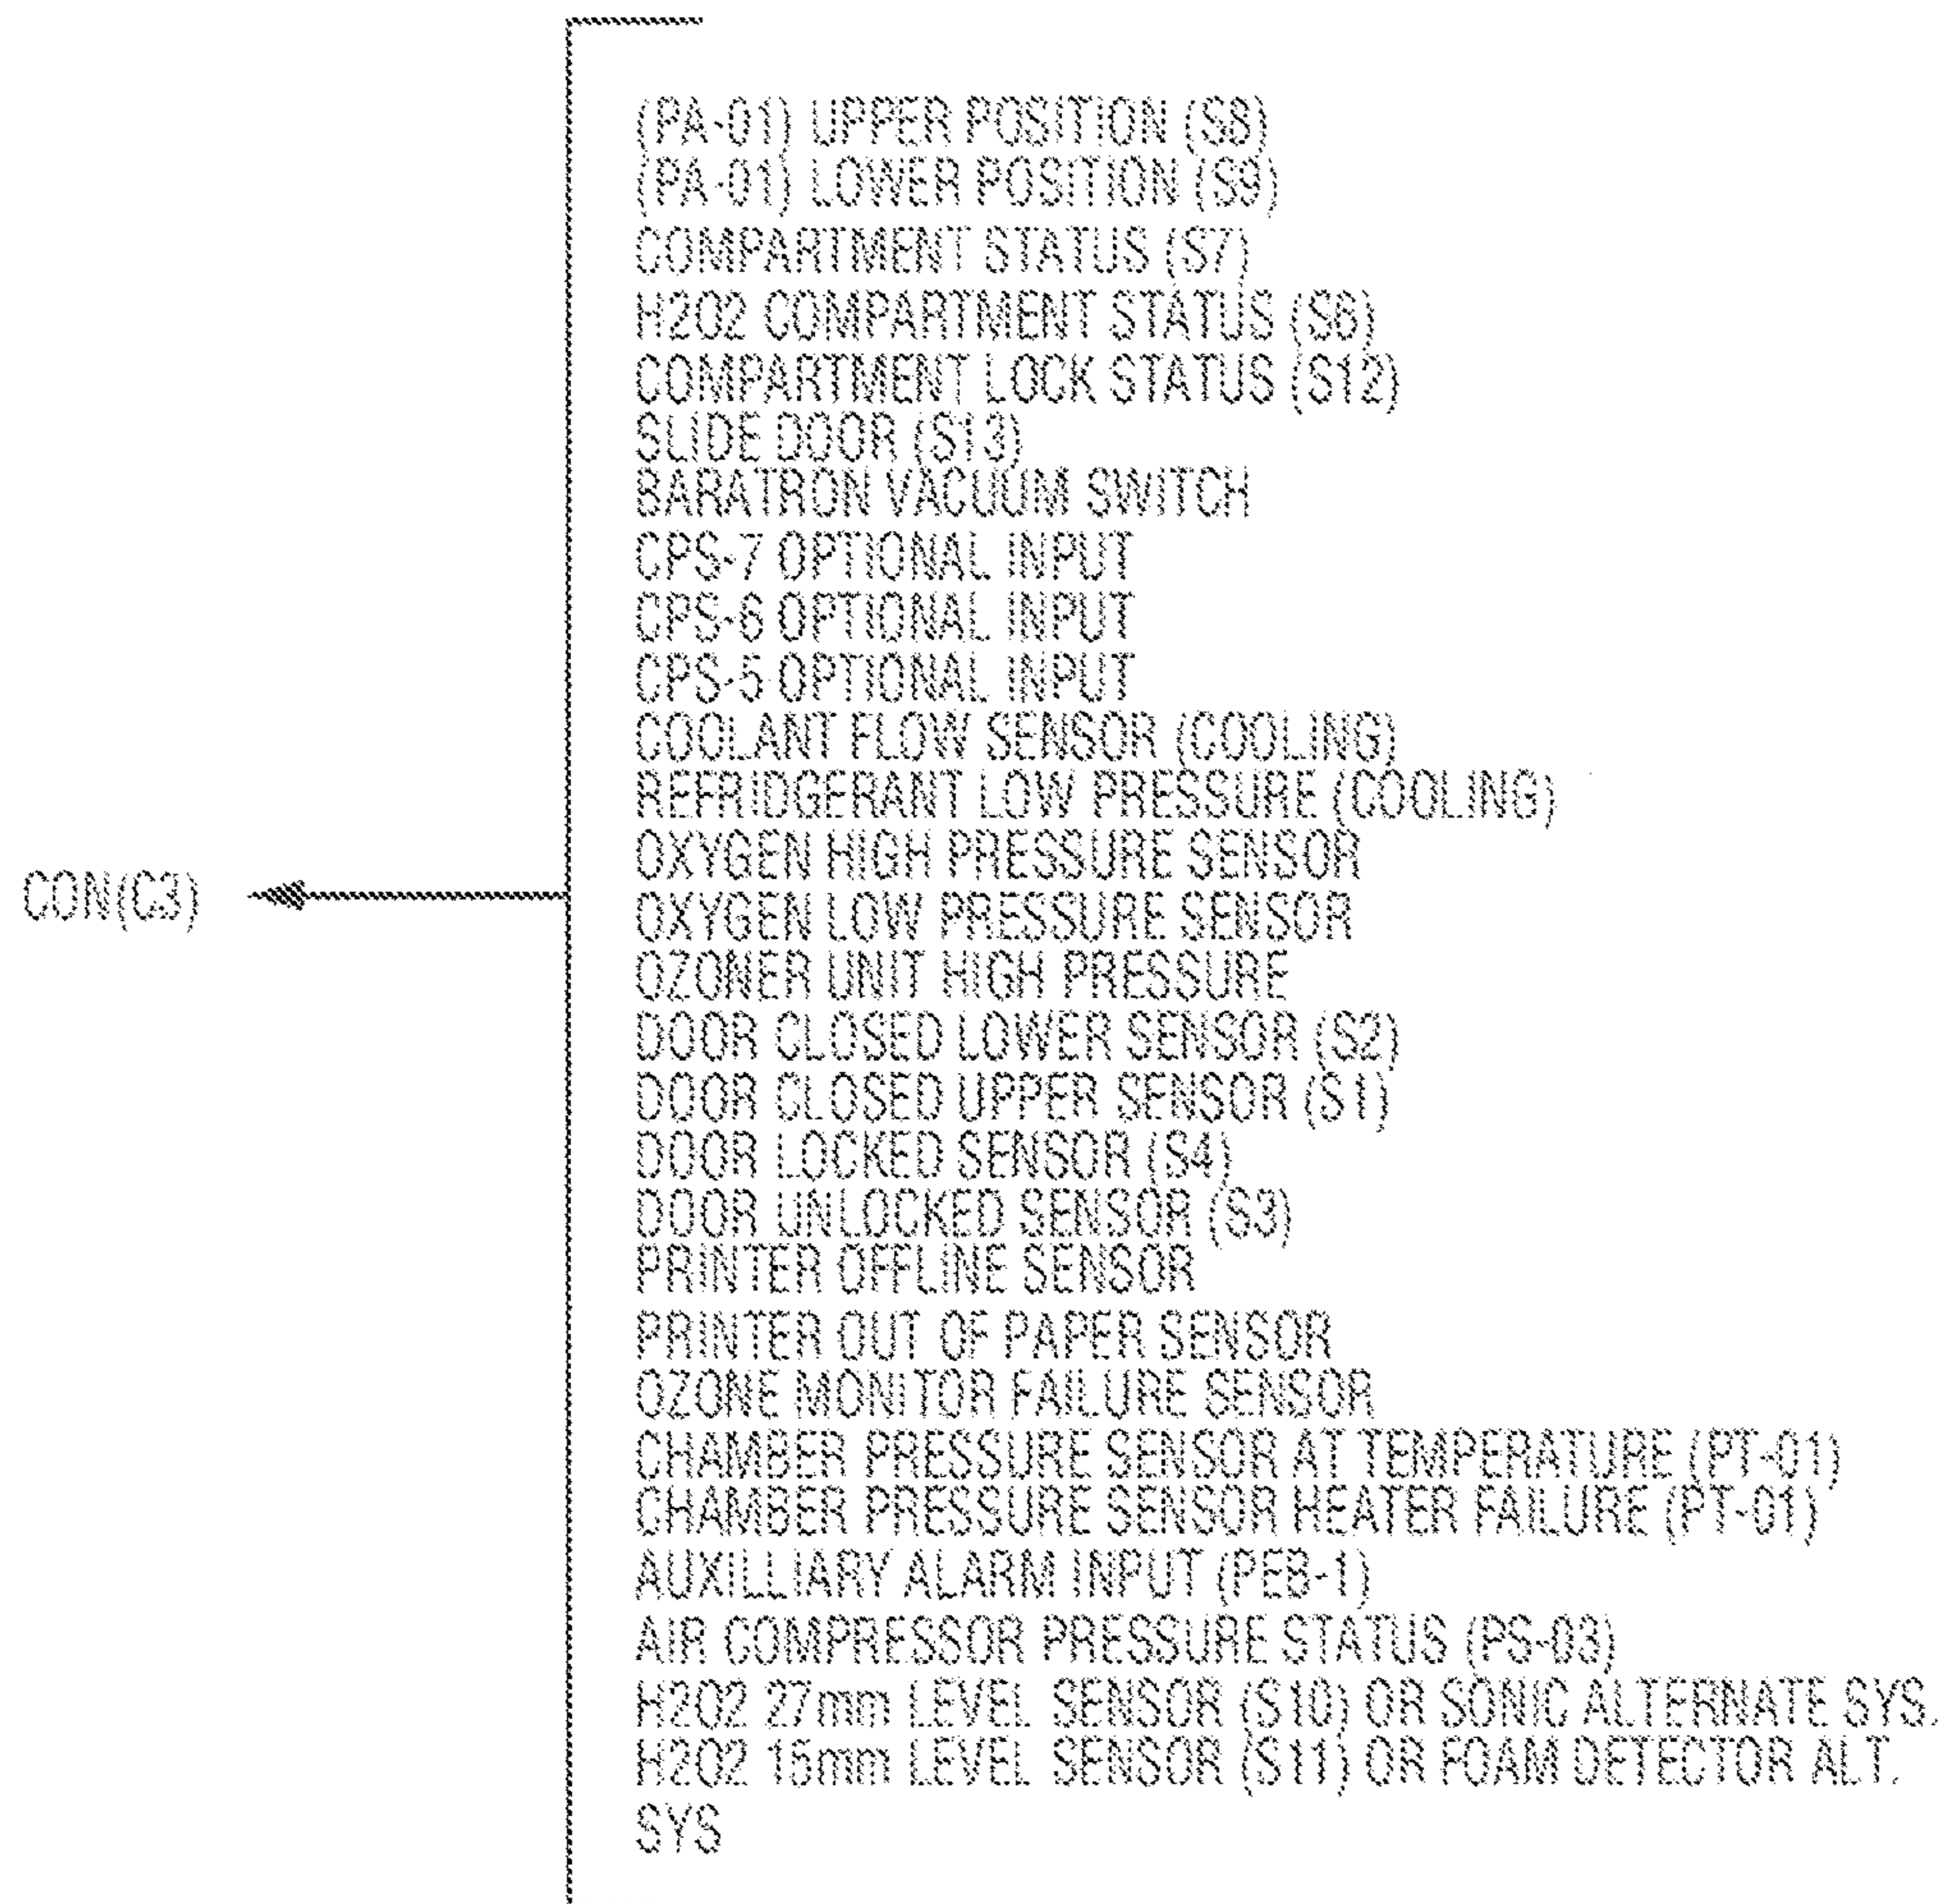 (PA-01) UPPER POSITION (S8)
(PA-01) LOWER POSITION (S9)
COMPARTMENT STATUS (S7)
H2O2 COMPARTMENT STATUS (S6)
COMPARTMENT LOCK STATUS (S12)
SLIDE DOOR (S13)
BARATRON VACUUM SWITCH
CPS-7 OPTIONAL INPUT
CPS-6 OPTIONAL INPUT
CPS-5 OPTIONAL INPUT
COOLANT FLOW SENSOR (COOLING)
REFRIDGERANT LOW PRESSURE (COOLING)
OXYGEN HIGH PRESSURE SENSOR
CON(C3)
OXYGEN LOW PRESSURE SENSOR
OZONER UNIT HIGH PRESSURE
DOOR CLOSED LOWER SENSOR (S2)
DOOR CLOSED UPPER SENSOR (S1)
DOOR LOCKED SENSOR (S4)
DOOR UNLOCKED SENSOR (S3)
PRINTER OFFLINE SENSOR
PRINTER OUT OF PAPER SENSOR
OZONE MONITOR FAILURE SENSOR
CHAMBER PRESSURE SENSOR AT TEMPERATURE (PT-01)
CHAMBER PRESSURE SENSOR HEATER FAILURE (PT-01)
AUXILLIARY ALARM INPUT (PEB-1)
AIR COMPRESSOR PRESSURE STATUS (PS-03)
H2O2 27mm LEVEL SENSOR (S10) OR SONIC ALTERNATE SYS.
H2O2 15mm LEVEL SENSOR (S11) OR FOAM DETECTOR ALT.
SYS